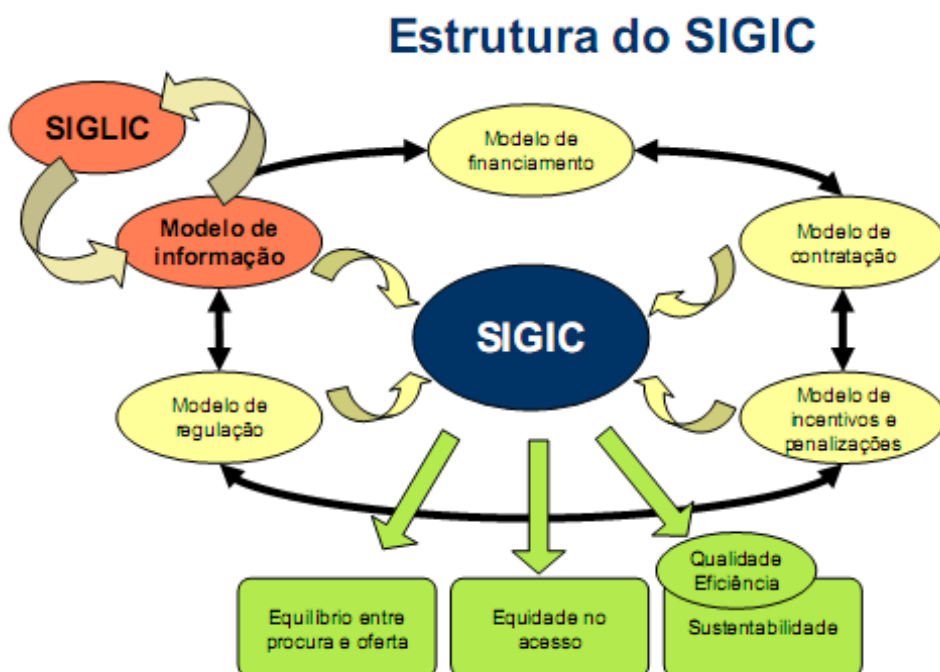 Estrutura do SIGIC
SIGLIC
Modelo de
financiamento
Modelo de
informação
Modelo de
contratação
SIGIC
Modelo de
regulação
Modelo de
incentivos e
penalizações
Equilíbrio entre
procura e oferta
Equidade no
acesso
Qualidade
Eficiência
Sustentabilidade